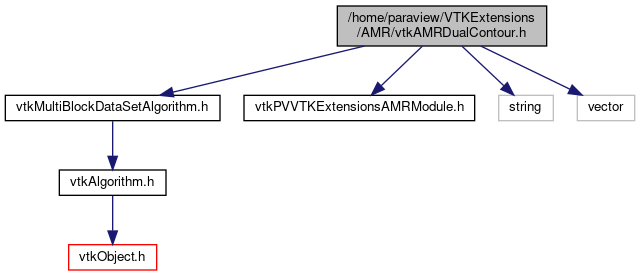 /home/paraview/VTKExtensions
/AMR/vtkAMRDualContour.h
vtkMultiBlockDataSetAlgorithm.h
vtkPVVTKExtensionsAMRModule.h
string
vector
vtkAlgorithm.h
vtkObject.h